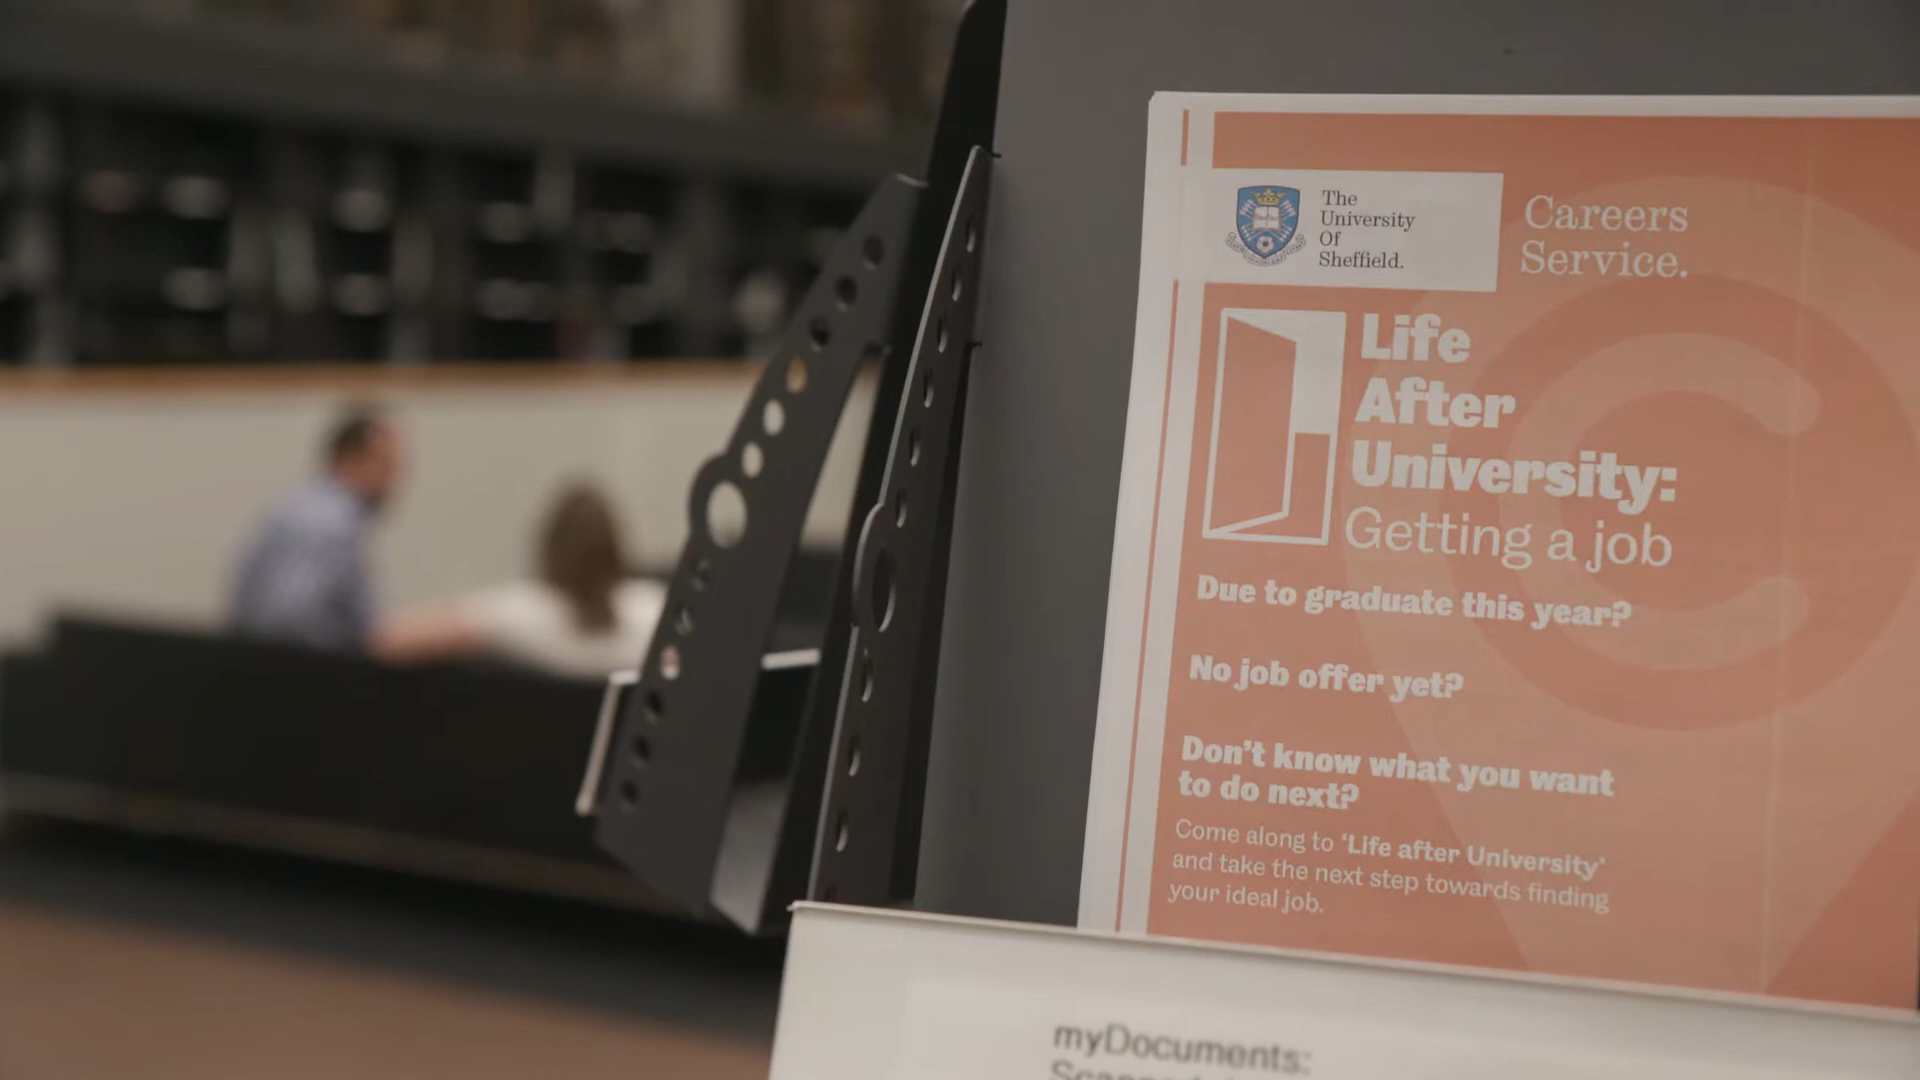 The
University
Of
Sheffield.
Careers
Service.
Life
After
University:
Getting a job
Due to graduate this year?
No job offer yet?
Don't know what you want
to do next?
Come along to 'Life after University'
and take the next step towards finding
your ideal job.
myDocuments: